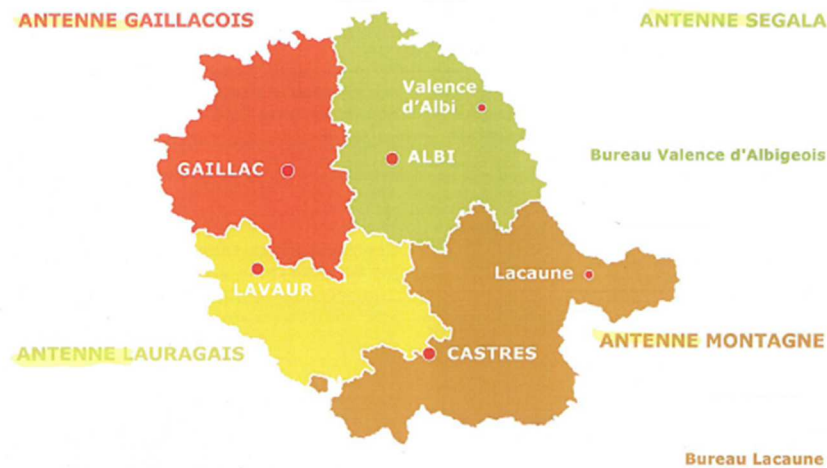 ANTENNE GAILLACOIS
ANTENNE SEGALA
Valence
d'Albi
ALBI
Bureau Valence d'Albigeois
GAILLAC
Lacaune
LAVAUR
ANTENNE MONTAGNE
ANTENNE LAURAGAIS
CASTRES
Bureau Lacaune